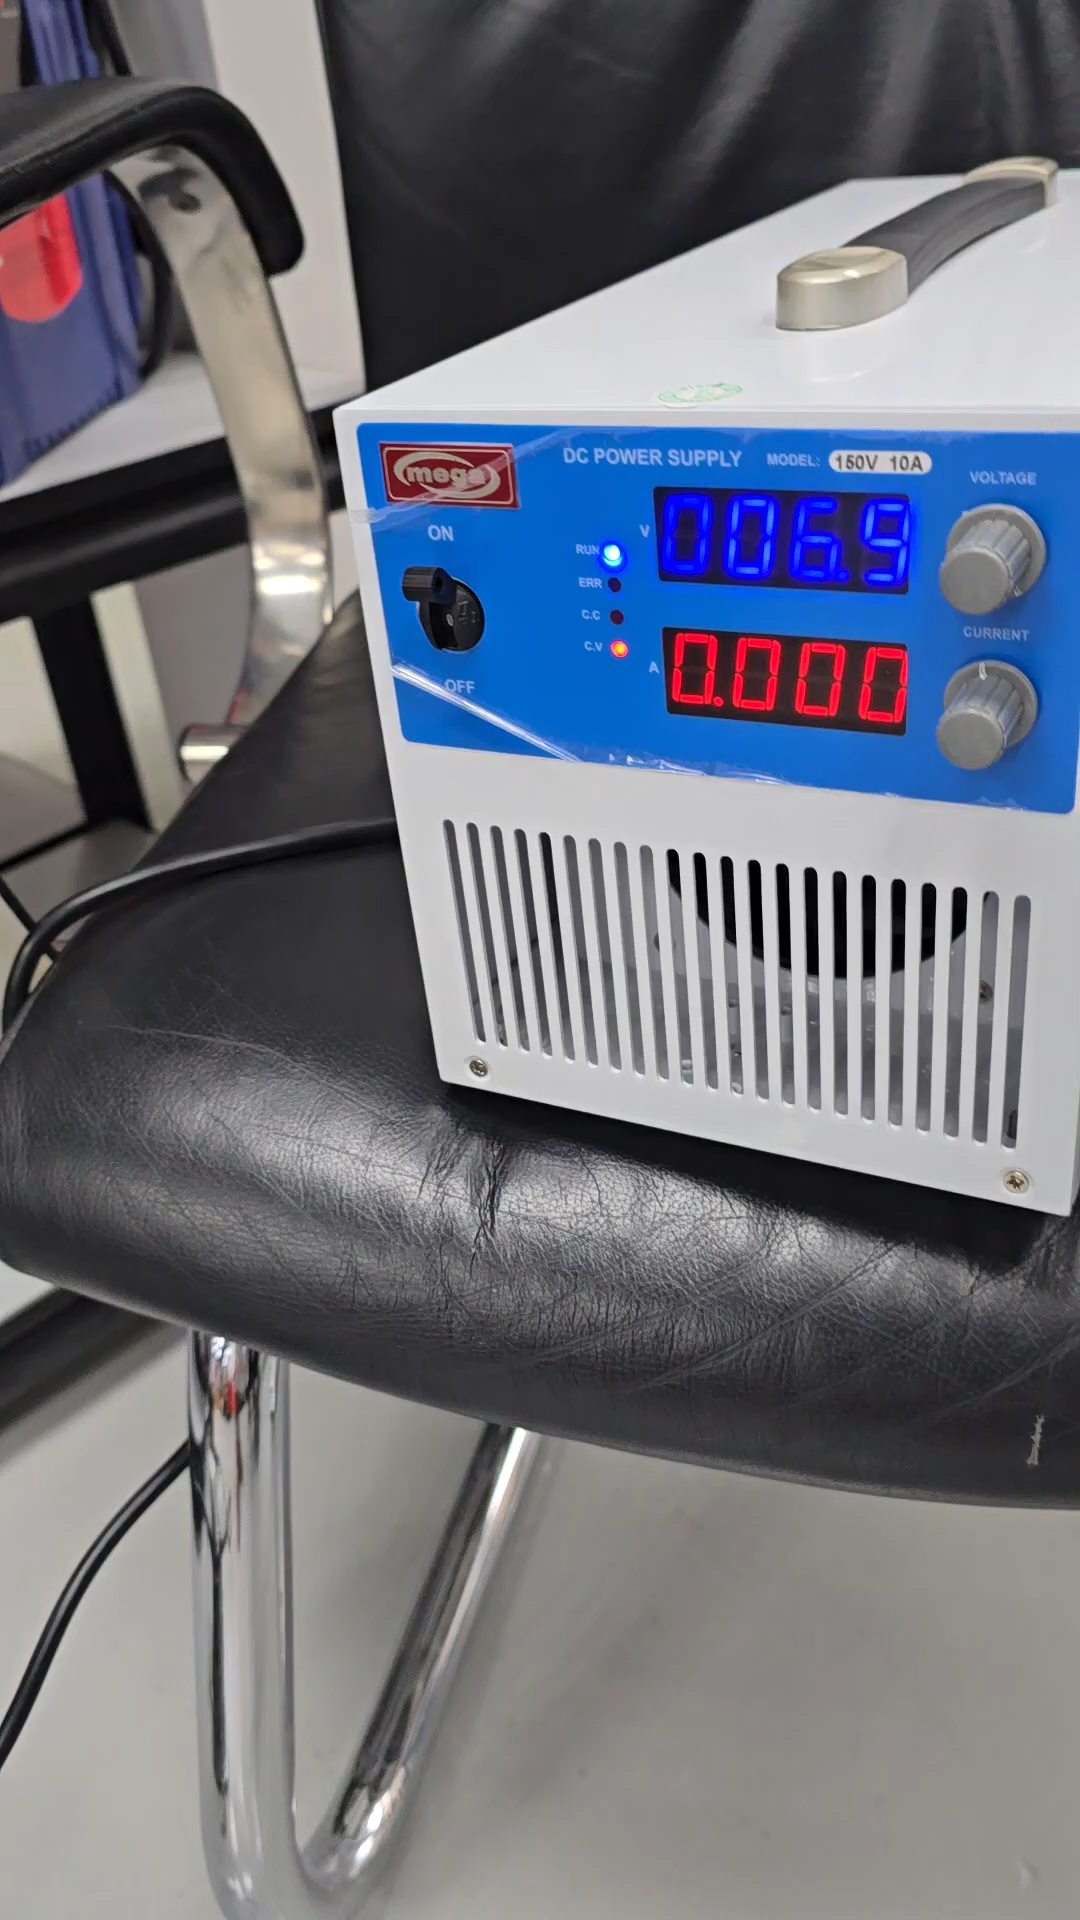 mega
DC POWER SUPPLY MODEL: 150V 10A
VOLTAGE
ON
V 006.9
RUN
ERR
C.C
C.V
A 0.000
CURRENT
OFF